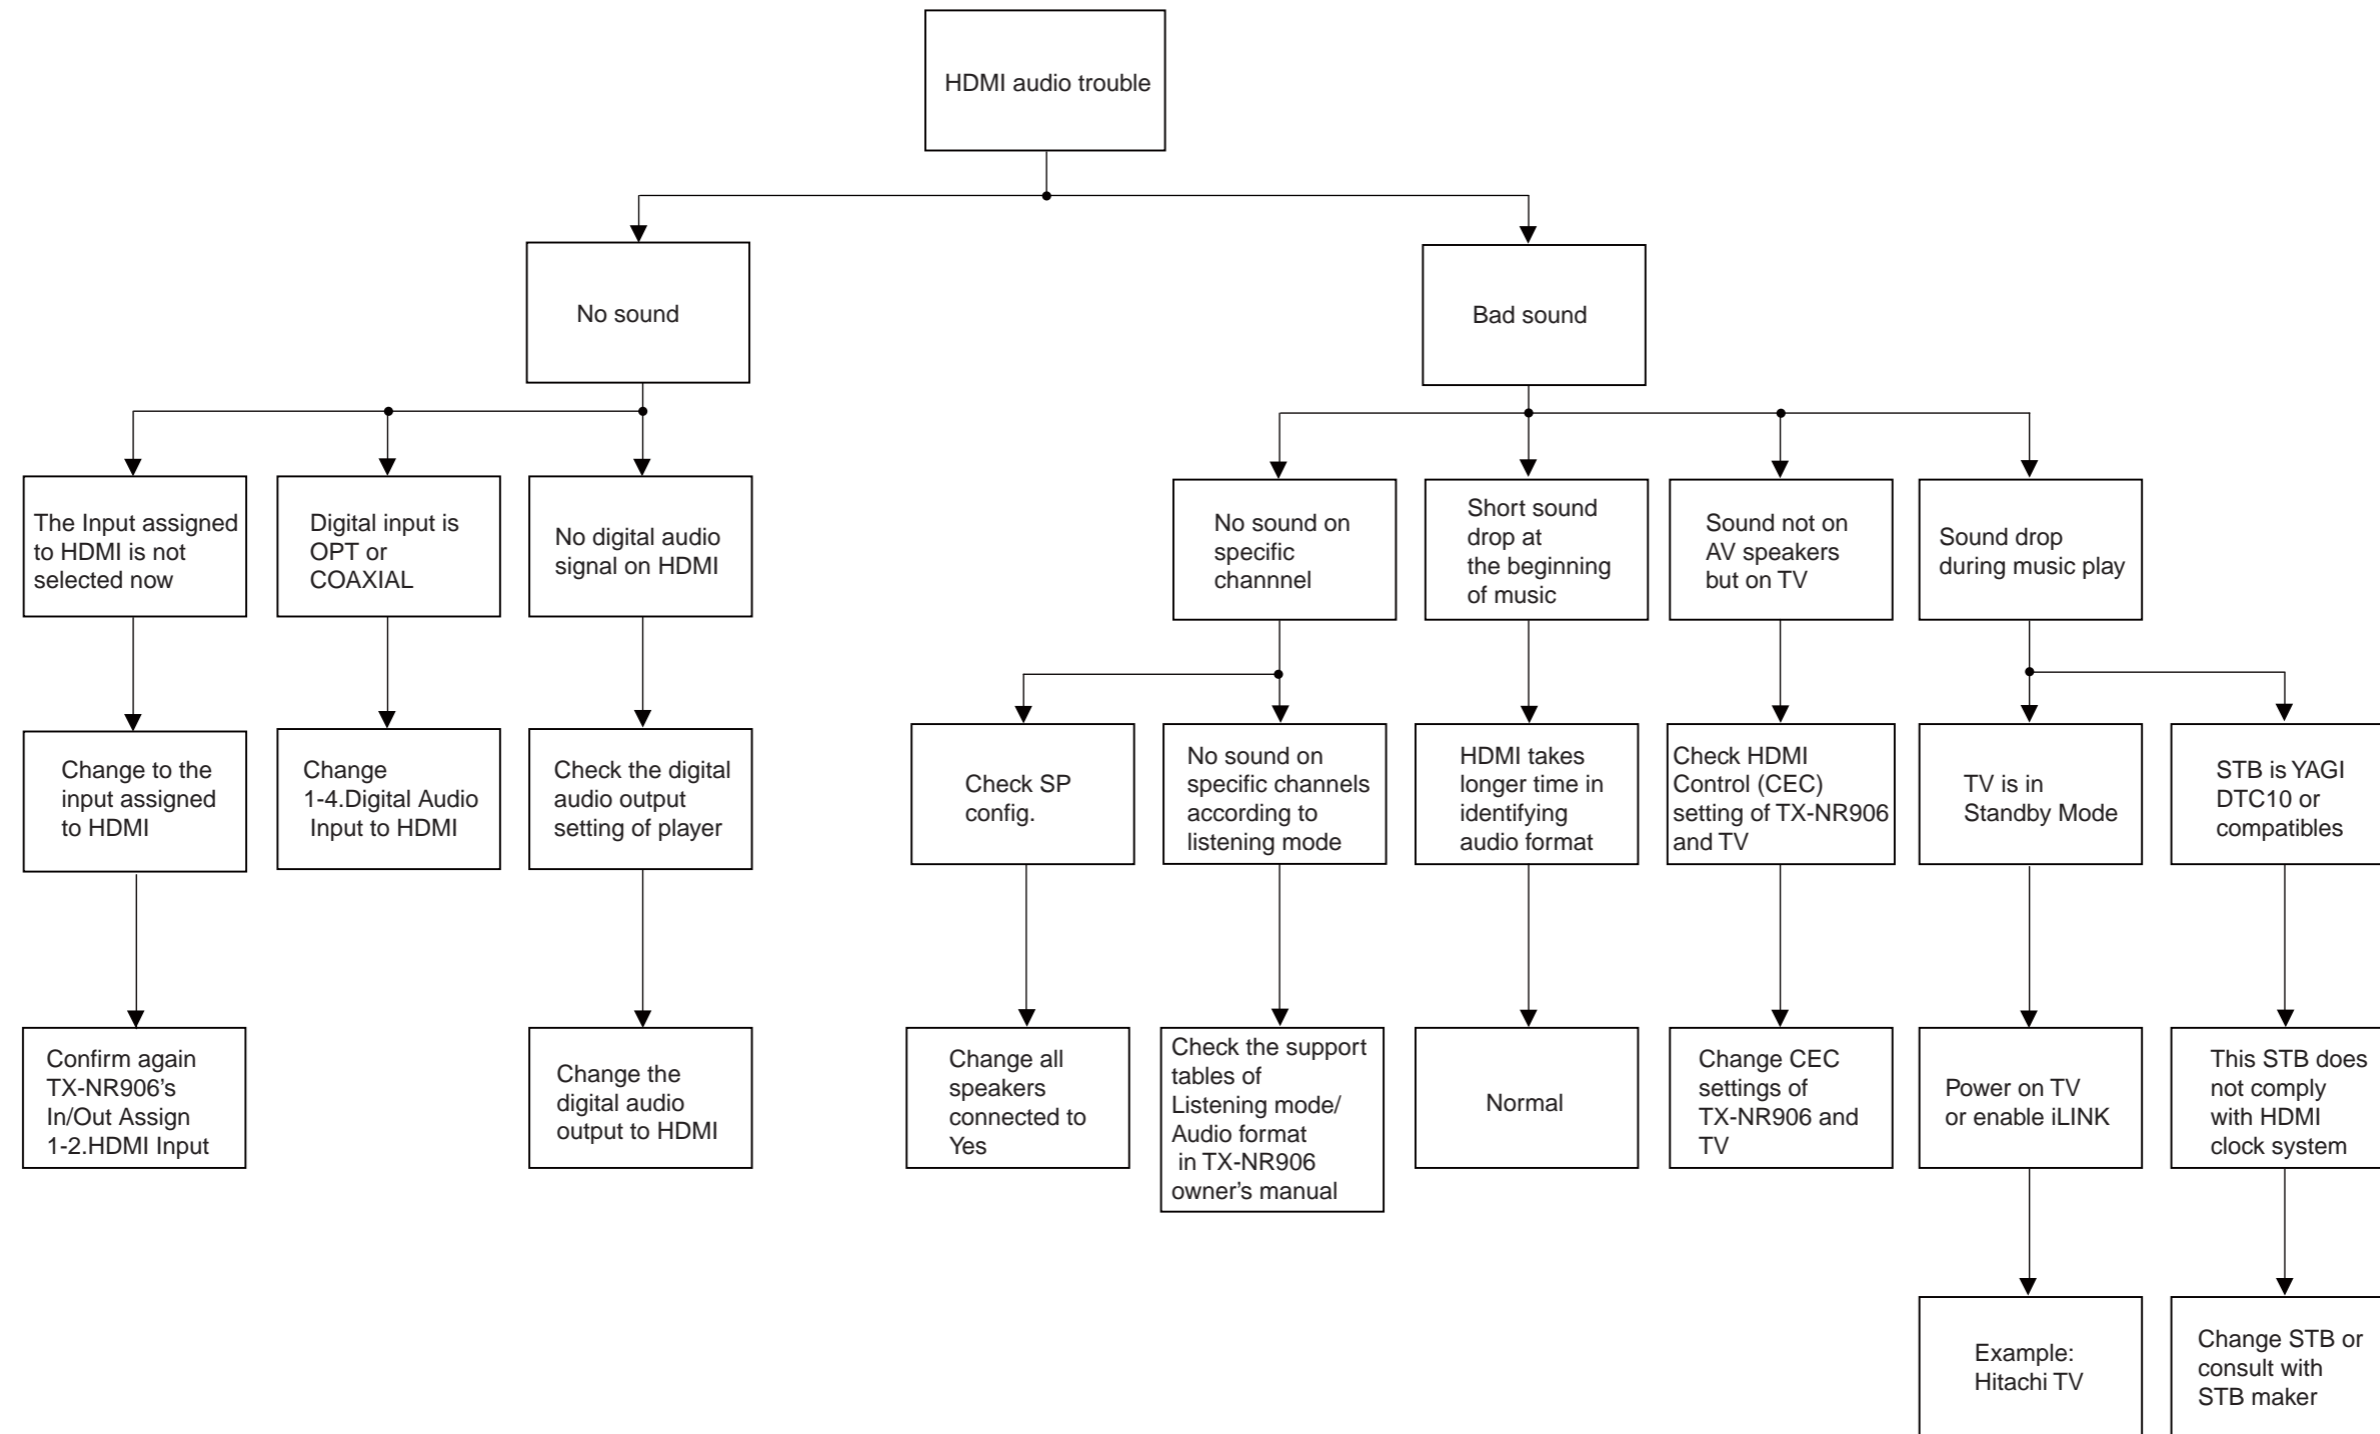 HDMI audio trouble
No sound
Bad sound
The Input assigned
to HDMI is not
selected now
Digital input is
OPT or
COAXIAL
No digital audio
signal on HDMI
No sound on
specific
channnel
Short sound
drop at
the beginning
of music
Sound not on
AV speakers
but on TV
Sound drop
during music play
Change to the
input assigned
to HDMI
Change
1-4.Digital Audio
Input to HDMI
Check the digital
audio output
setting of player
Check SP
config.
No sound on
specific channels
according to
listening mode
HDMI takes
longer time in
identifying
audio format
Check HDMI
Control (CEC)
setting of TX-NR906
and TV
TV is in
Standby Mode
STB is YAGI
DTC10 or
compatibles
Confirm again
TX-NR906’s
In/Out Assign
1-2.HDMI Input
Change the
digital audio
output to HDMI
Change all
speakers
connected to
Yes
Check the support
tables of
Listening mode/
Audio format
in TX-NR906
owner’s manual
Normal
Change CEC
settings of
TX-NR906 and
TV
Power on TV
or enable iLINK
This STB does
not comply
with HDMI
clock system
Example:
Hitachi TV
Change STB or
consult with
STB maker